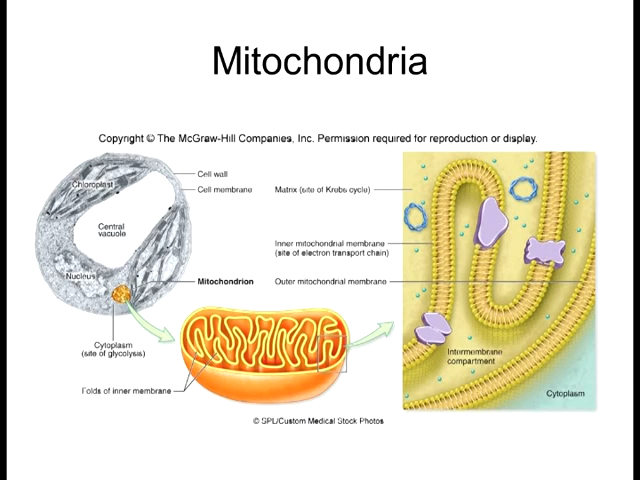 Mitochondria
Copyright © The McGraw-Hill Companies, Inc. Permission required for reproduction or display.
Chloroplast
Cell wall
Cell membrane
Central
vacuole
Nucleus
Mitochondrion
Cytoplasm
(site of glycolysis)
Folds of inner membrane
Matrix (site of Krebs cycle)
Inner mitochondrial membrane
(site of electron transport chain)
Outer mitochondrial membrane
Intermembrane
compartment
Cytoplasm
© SPL/Custom Medical Stock Photos